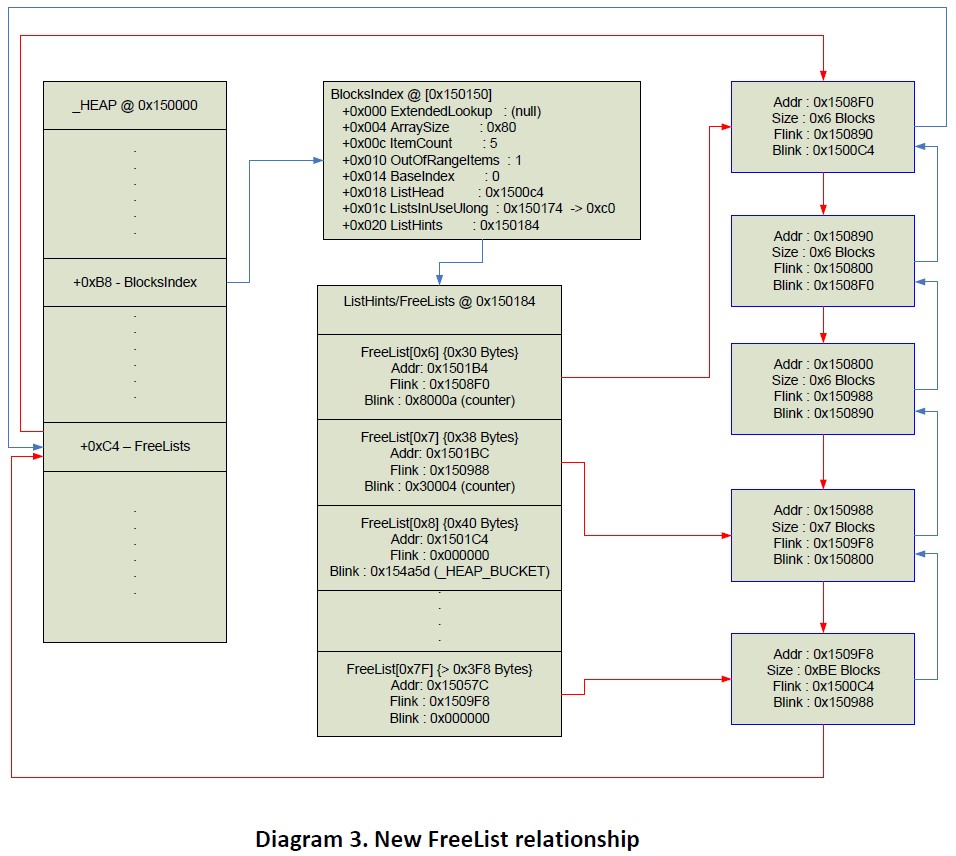 _HEAP @ 0x150000
.
.
.
.
.
.
+0xB8 - BlocksIndex
.
.
.
.
.
.
+0xC4 – FreeLists
.
.
.
.
.
.
BlocksIndex @ [0x150150]
+0x000 ExtendedLookup : (null)
+0x004 ArraySize : 0x80
+0x00c ItemCount : 5
+0x010 OutOfRangeItems : 1
+0x014 BaseIndex : 0
+0x018 ListHead : 0x1500c4
+0x01c ListsInUseUlong : 0x150174 -> 0xc0
+0x020 ListHints : 0x150184
ListHints/FreeLists @ 0x150184
FreeList[0x6] {0x30 Bytes}
Addr: 0x1501B4
Flink : 0x1508F0
Blink : 0x8000a (counter)
FreeList[0x7] {0x38 Bytes}
Addr: 0x1501BC
Flink : 0x150988
Blink : 0x30004 (counter)
FreeList[0x8] {0x40 Bytes}
Addr: 0x1501C4
Flink : 0x000000
Blink : 0x154a5d (_HEAP_BUCKET)
.
.
.
.
FreeList[0x7F] {> 0x3F8 Bytes}
Addr: 0x15057C
Flink : 0x1509F8
Blink : 0x000000
Addr : 0x1508F0
Size : 0x6 Blocks
Flink : 0x150890
Blink : 0x1500C4
Addr : 0x150890
Size : 0x6 Blocks
Flink : 0x150800
Blink : 0x1508F0
Addr : 0x150800
Size : 0x6 Blocks
Flink : 0x150988
Blink : 0x150890
Addr : 0x150988
Size : 0x7 Blocks
Flink : 0x1509F8
Blink : 0x150800
Addr : 0x1509F8
Size : 0xBE Blocks
Flink : 0x1500C4
Blink : 0x150988
Diagram 3. New FreeList relationship